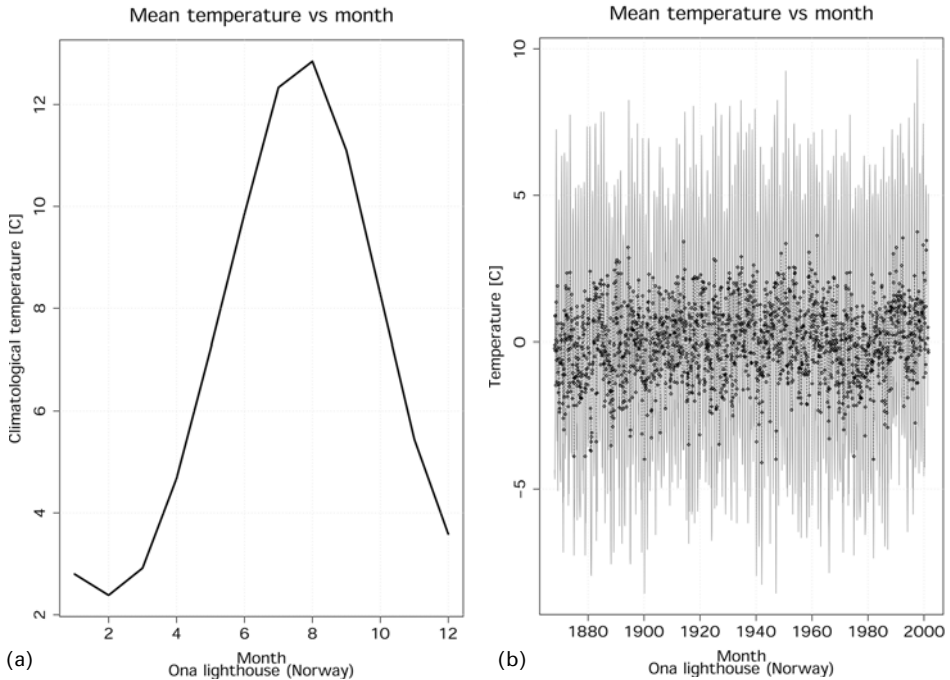 Mean temperature vs month
12
10
8
6
4
2
Climatological temperature [C]
2 4 6 8 10 12
Month
Ona lighthouse (Norway)
(a)
Mean temperature vs month
10
5
0
−5
Temperature [C]
1880 1900 1920 1940 1960 1980 2000
Month
Ona lighthouse (Norway)
(b)